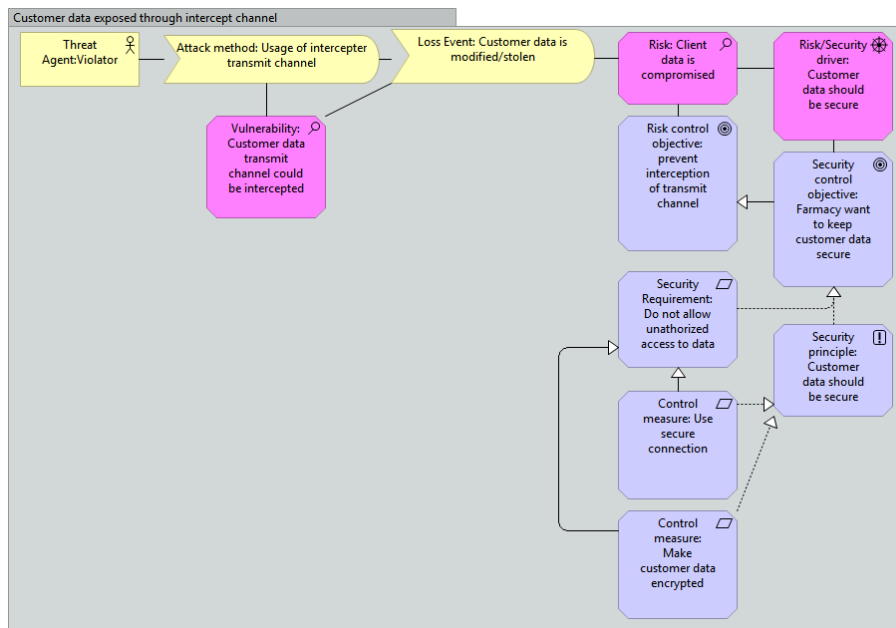 Customer data exposed through intercept channel
Threat
Agent:Violator
Attack method: Usage of intercepter
transmit channel
Loss Event: Customer data is
modified/stolen
Risk: Client
data is
compromised
Risk/Security
driver:
Customer
data should
be secure
Vulnerability:
Customer data
transmit
channel could
be intercepted
Risk control
objective:
prevent
interception
of transmit
channel
Security
control
objective:
Farmacy want
to keep
customer data
secure
Security
Requirement:
Do not allow
unathorized
access to data
Security
principle:
Customer
data should
be secure
Control
measure: Use
secure
connection
Control
measure:
Make
customer data
encrypted